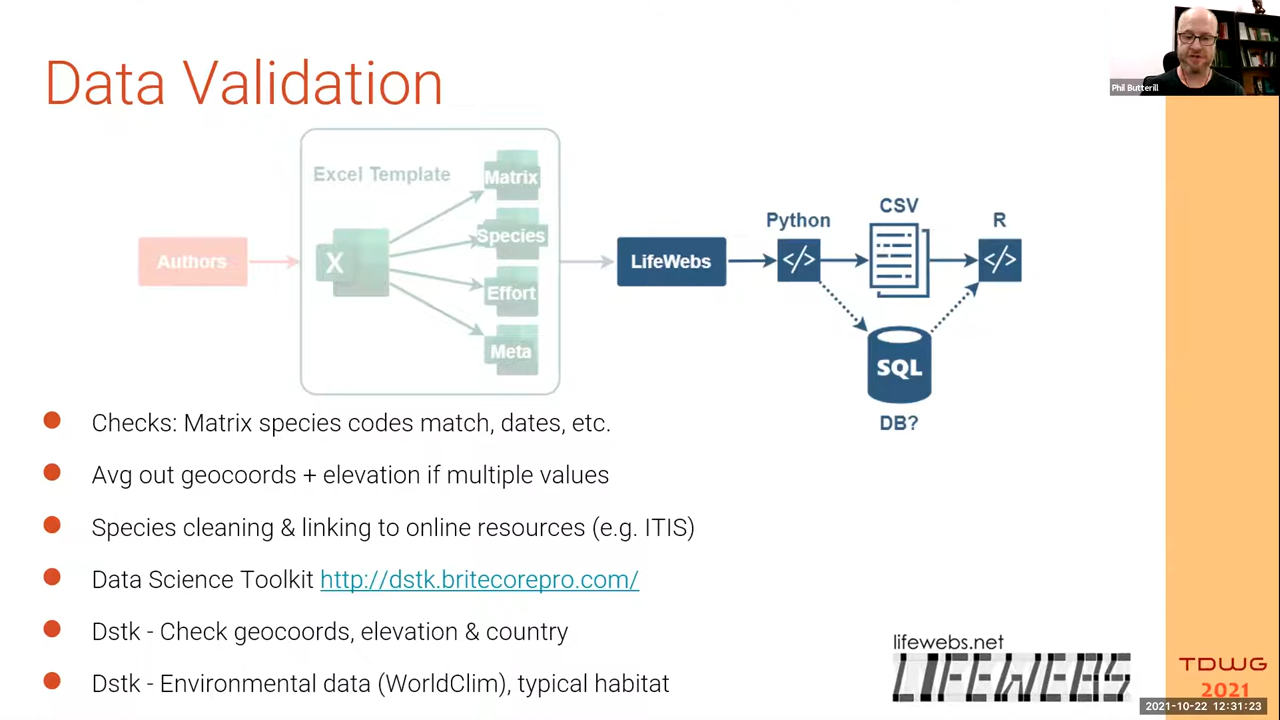 Data Validation
Phil Butterill
Excel Template
Matrix
Species
Effort
Meta
Authors
X
LifeWebs
Python
</>
CSV
R
</>
SQL
DB?
Checks: Matrix species codes match, dates, etc.
Avg out geocoords + elevation if multiple values
Species cleaning & linking to online resources (e.g. ITIS)
Data Science Toolkit http://dstk.britecorepro.com/
Dstk - Check geocoords, elevation & country
Dstk - Environmental data (WorldClim), typical habitat
lifewebs.net
LIFEWEBS
TDWG
2021
2021-10-22 12:31:23